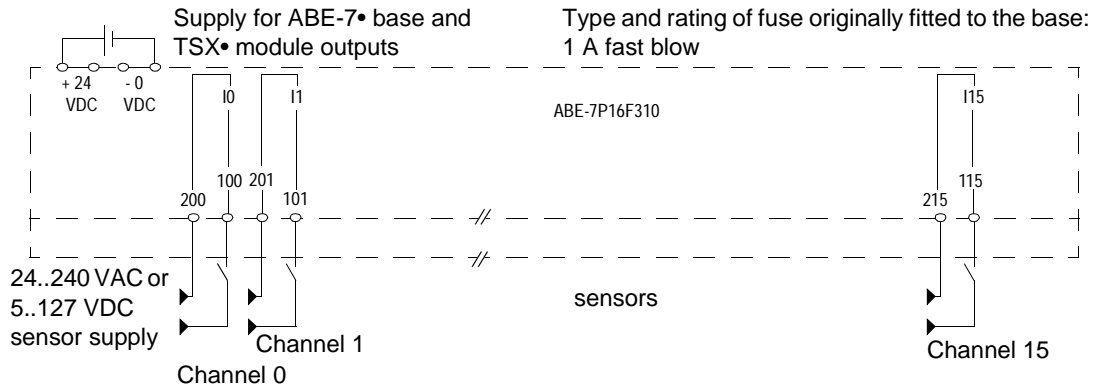 Supply for ABE-7• base and
TSX• module outputs
Type and rating of fuse originally fitted to the base:
1 A fast blow
+ 24
VDC
- 0
VDC
I0
I1
I15
ABE-7P16F310
200
100
201
101
215
115
24..240 VAC or
5..127 VDC
sensor supply
sensors
Channel 0
Channel 1
Channel 15